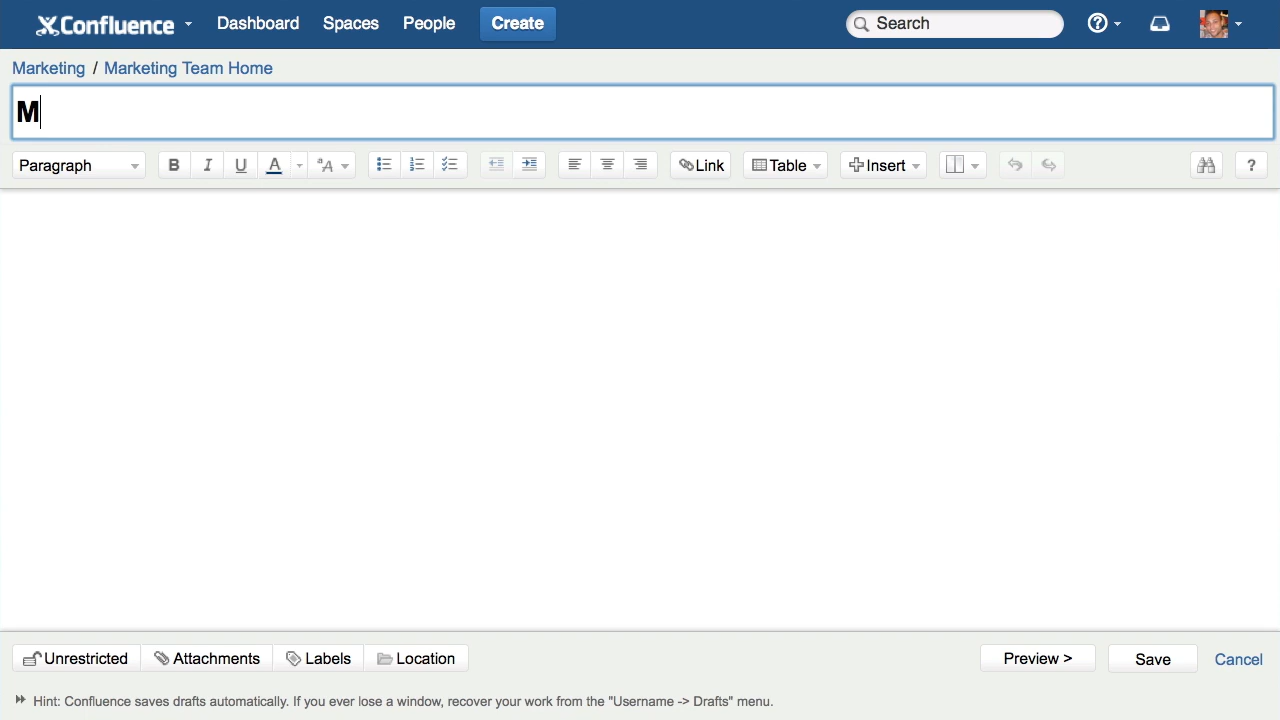 Confluence Dashboard Spaces People Create Search
Marketing / Marketing Team Home
M
Paragraph B I U A ªA Link Table Insert ?
Unrestricted Attachments Labels Location Preview > Save Cancel
Hint: Confluence saves drafts automatically. If you ever lose a window, recover your work from the "Username -> Drafts" menu.